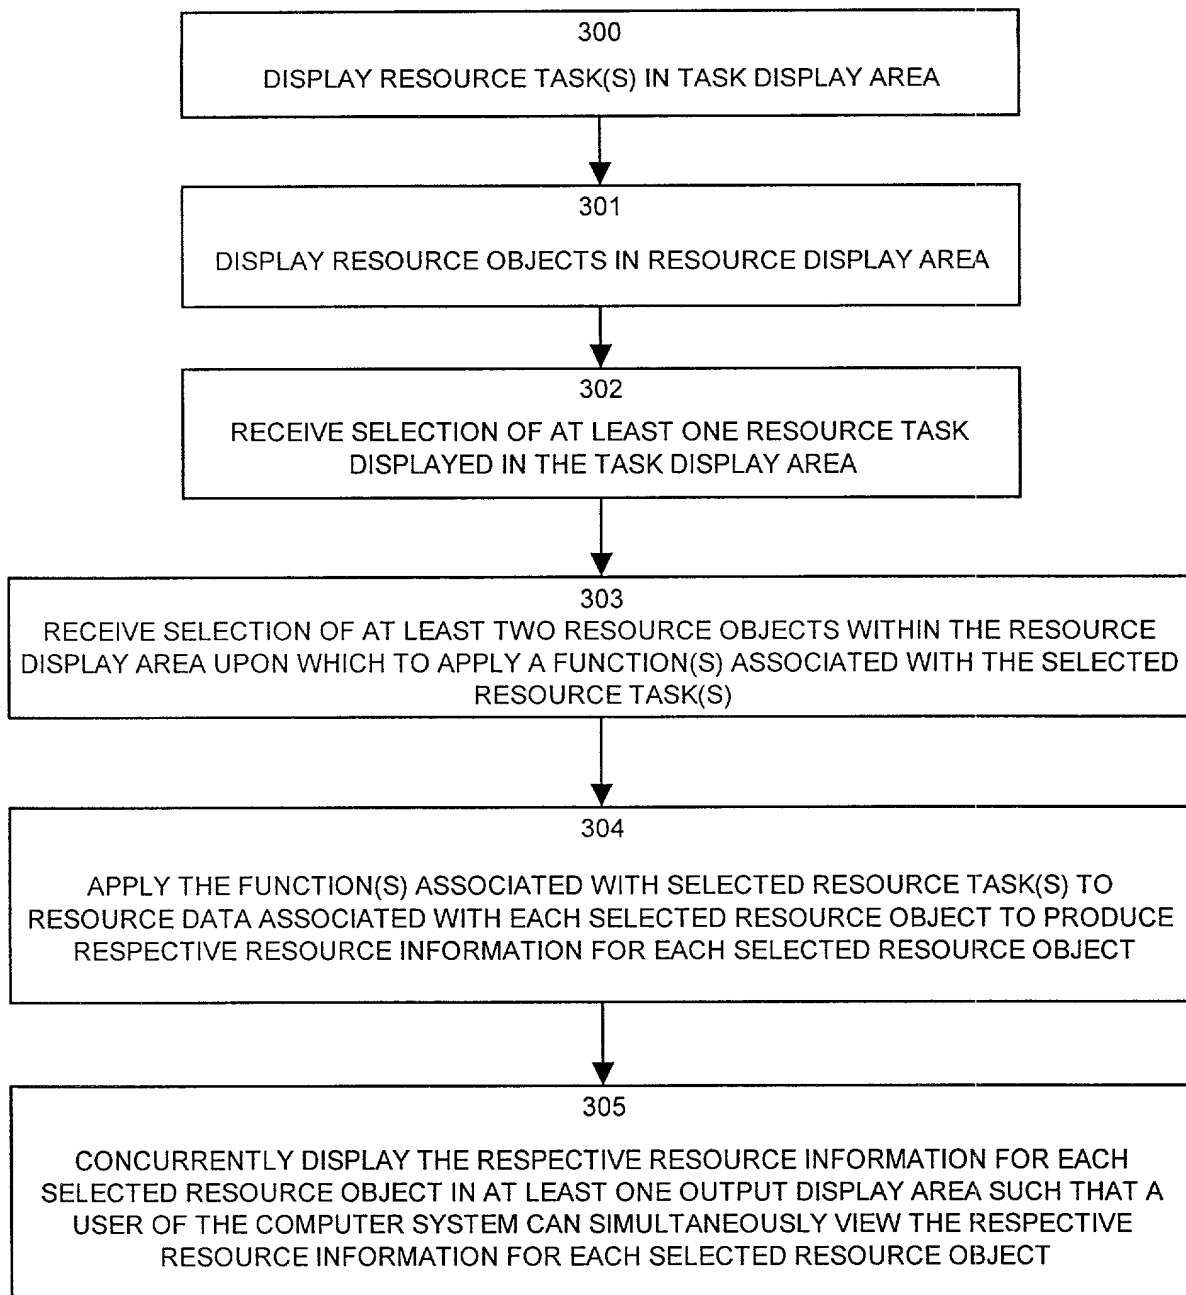 300
DISPLAY RESOURCE TASK(S) IN TASK DISPLAY AREA
301
DISPLAY RESOURCE OBJECTS IN RESOURCE DISPLAY AREA
302
RECEIVE SELECTION OF AT LEAST ONE RESOURCE TASK
DISPLAYED IN THE TASK DISPLAY AREA
303
RECEIVE SELECTION OF AT LEAST TWO RESOURCE OBJECTS WITHIN THE RESOURCE
DISPLAY AREA UPON WHICH TO APPLY A FUNCTION(S) ASSOCIATED WITH THE SELECTED
RESOURCE TASK(S)
304
APPLY THE FUNCTION(S) ASSOCIATED WITH SELECTED RESOURCE TASK(S) TO
RESOURCE DATA ASSOCIATED WITH EACH SELECTED RESOURCE OBJECT TO PRODUCE
RESPECTIVE RESOURCE INFORMATION FOR EACH SELECTED RESOURCE OBJECT
305
CONCURRENTLY DISPLAY THE RESPECTIVE RESOURCE INFORMATION FOR EACH
SELECTED RESOURCE OBJECT IN AT LEAST ONE OUTPUT DISPLAY AREA SUCH THAT A
USER OF THE COMPUTER SYSTEM CAN SIMULTANEOUSLY VIEW THE RESPECTIVE
RESOURCE INFORMATION FOR EACH SELECTED RESOURCE OBJECT